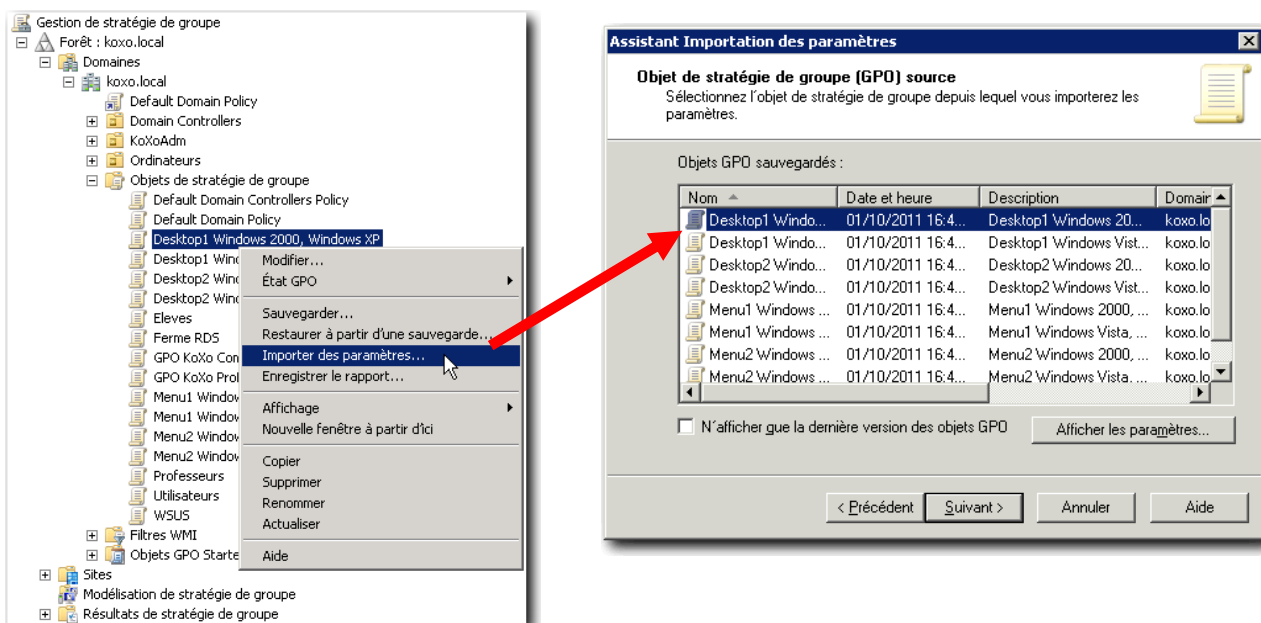 Gestion de stratégie de groupe
Forêt : koxo.local
Domaines
koxo.local
Default Domain Policy
Domain Controllers
KoXoAdm
Ordinateurs
Objets de stratégie de groupe
Default Domain Controllers Policy
Default Domain Policy
Desktop1 Windows 2000, Windows XP
Desktop1 Wind
Desktop2 Wind
Desktop2 Wind
Eleves
Ferme RDS
GPO KoXo Con
GPO KoXo Prol
Menu1 Window
Menu1 Window
Menu2 Window
Menu2 Window
Professeurs
Utilisateurs
WSUS
Filtres WMI
Objets GPO Starte
Sites
Modélisation de stratégie de groupe
Résultats de stratégie de groupe
Modifier...
État GPO
Sauvegarder...
Restaurer à partir d'une sauvegarde...
Importer des paramètres...
Enregistrer le rapport...
Affichage
Nouvelle fenêtre à partir d'ici
Copier
Supprimer
Renommer
Actualiser
Aide
Assistant Importation des paramètres
Objet de stratégie de groupe (GPO) source
Sélectionnez l'objet de stratégie de groupe depuis lequel vous importerez les
paramètres.
Objets GPO sauvegardés :
Nom Date et heure Description Domair
Desktop1 Windo... 01/10/2011 16:4... Desktop1 Windows 20... koxo.lo
Desktop1 Windo... 01/10/2011 16:4... Desktop1 Windows Vist... koxo.lo
Desktop2 Windo... 01/10/2011 16:4... Desktop2 Windows 20... koxo.lo
Desktop2 Windo... 01/10/2011 16:4... Desktop2 Windows Vist... koxo.lo
Menu1 Windows ... 01/10/2011 16:4... Menu1 Windows 2000, ... koxo.lo
Menu1 Windows ... 01/10/2011 16:4... Menu1 Windows Vista, ... koxo.lo
Menu2 Windows ... 01/10/2011 16:4... Menu2 Windows 2000, ... koxo.lo
Menu2 Windows ... 01/10/2011 16:4... Menu2 Windows Vista, ... koxo.lo
N'afficher que la dernière version des objets GPO
Afficher les paramètres...
< Précédent Suivant > Annuler Aide